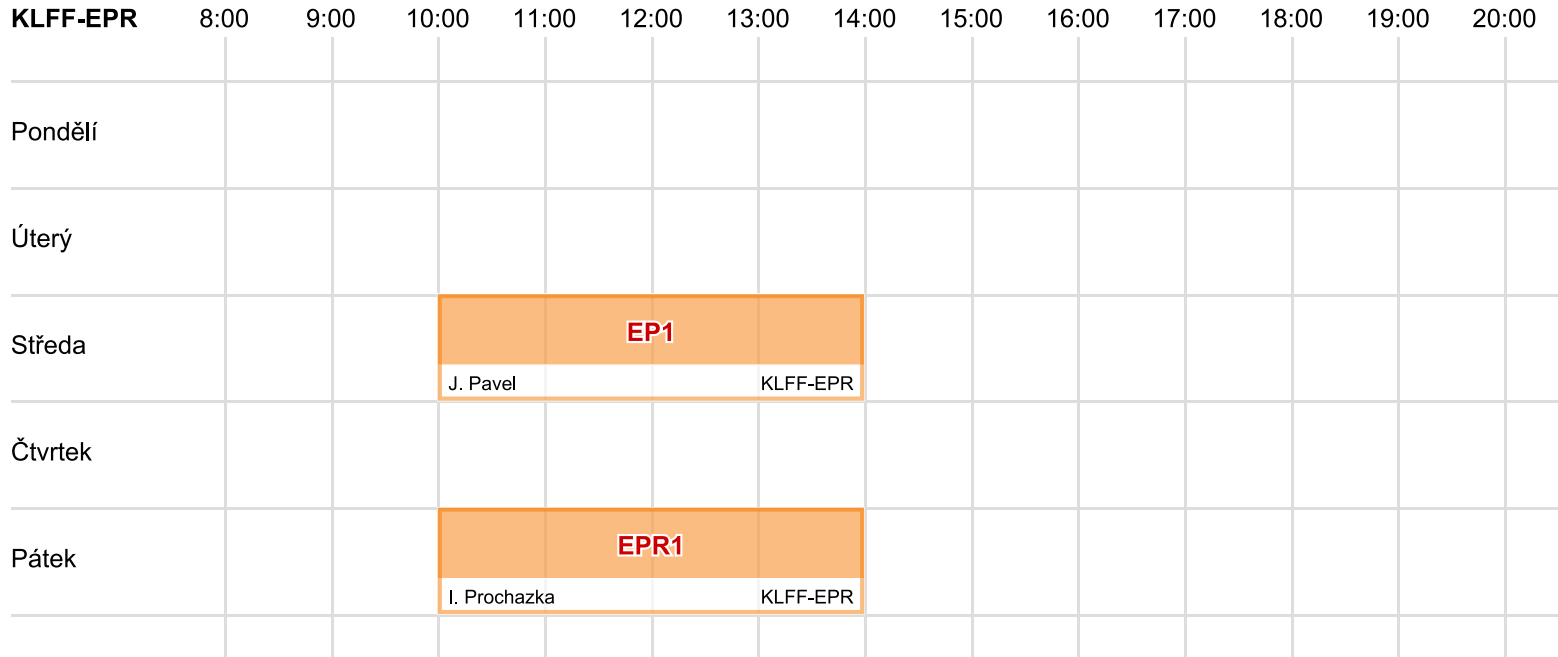 KLFF-EPR 8:00 9:00 10:00 11:00 12:00 13:00 14:00 15:00 16:00 17:00 18:00 19:00 20:00
Pondělí
Úterý
Středa
EP1
J. Pavel KLFF-EPR
Čtvrtek
Pátek
EPR1
I. Prochazka KLFF-EPR